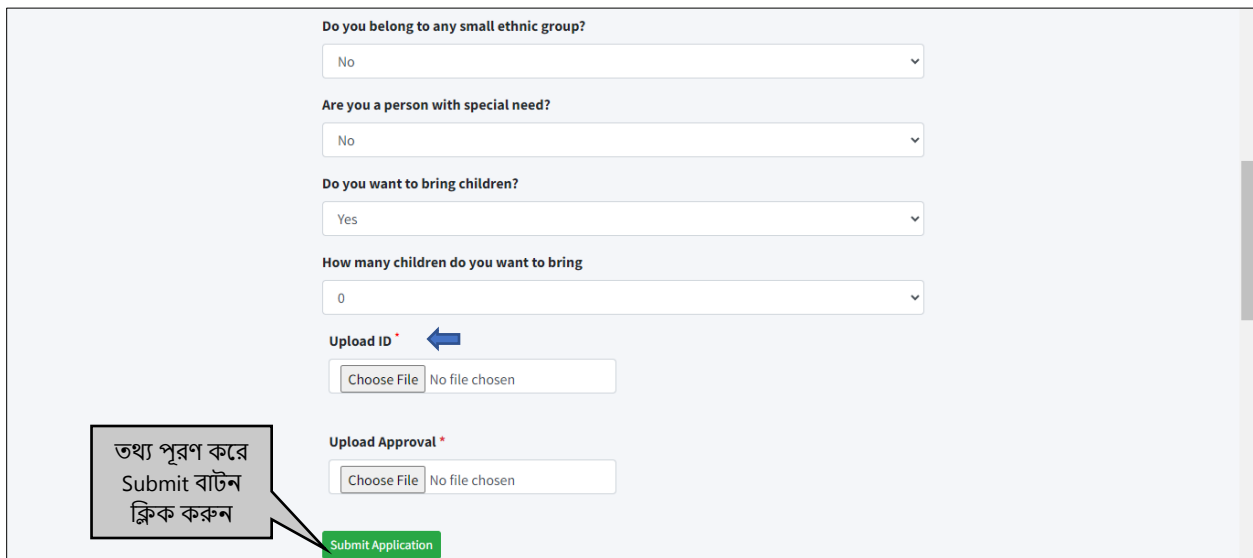 Do you belong to any small ethnic group?
No
Are you a person with special need?
No
Do you want to bring children?
Yes
How many children do you want to bring
0
Upload ID *
Choose File No file chosen
Upload Approval *
Choose File No file chosen
তথ্য পূরণ করে
Submit বাটন
ক্লিক করুন
Submit Application